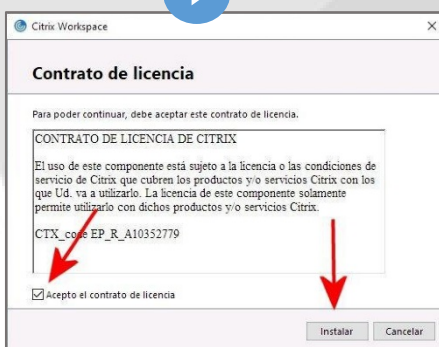 Citrix Workspace
Contrato de licencia
Para poder continuar, debe aceptar este contrato de licencia.
CONTRATO DE LICENCIA DE CITRIX
El uso de este componente está sujeto a la licencia o las condiciones de
servicio de Citrix que cubren los productos y/o servicios Citrix con los
que Ud. va a utilizarlo. La licencia de este componente solamente
permite utilizarlo con dichos productos y/o servicios Citrix.
CTX_code EP_R_A10352779
Acepto el contrato de licencia
Instalar Cancelar